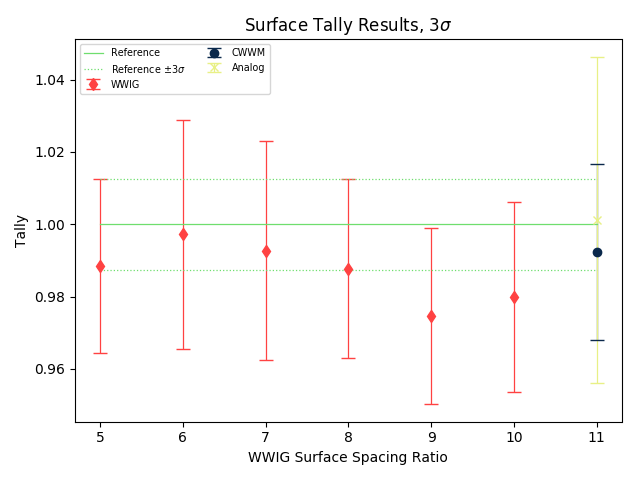 Surface Tally Results, 3σ
Reference
Reference ±3σ
WWIG
CWWM
Analog
1.04
1.02
1.00
0.98
0.96
Tally
5 6 7 8 9 10 11
WWIG Surface Spacing Ratio